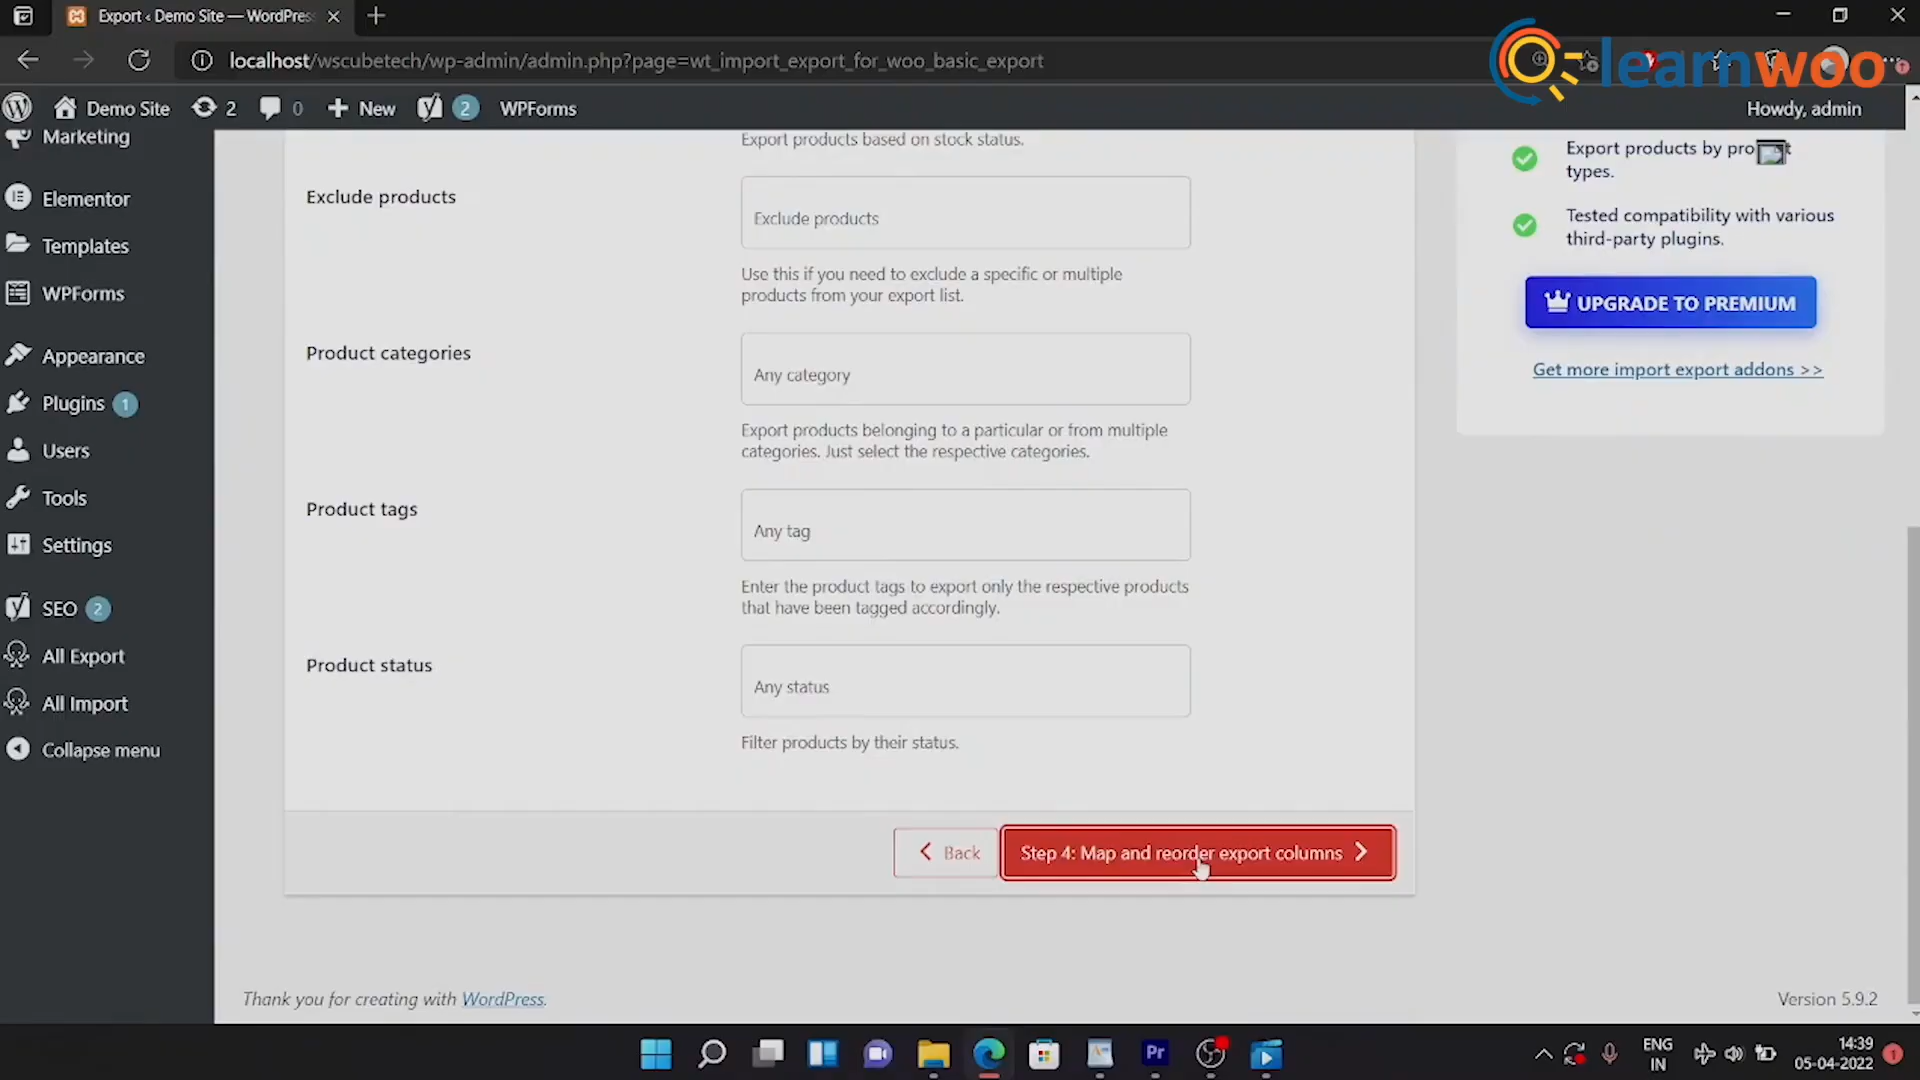 Export ‹ Demo Site — WordPres
localhost/wscubetech/wp-admin/admin.php?page=wt_import_export_for_woo_basic_export
learnwoo
Demo Site
2
0
New
2
WPForms
Howdy, admin
Marketing
Elementor
Templates
WPForms
Appearance
Plugins 1
Users
Tools
Settings
SEO 2
All Export
All Import
Collapse menu
Export products based on stock status.
Exclude products
Exclude products
Use this if you need to exclude a specific or multiple
products from your export list.
Product categories
Any category
Export products belonging to a particular or from multiple
categories. Just select the respective categories.
Product tags
Any tag
Enter the product tags to export only the respective products
that have been tagged accordingly.
Product status
Any status
Filter products by their status.
Back
Step 4: Map and reorder export columns
Export products by pro t
types.
Tested compatibility with various
third-party plugins.
UPGRADE TO PREMIUM
Get more import export addons >>
Thank you for creating with WordPress.
Version 5.9.2
Pr
ENG
IN
14:39
05-04-2022
1